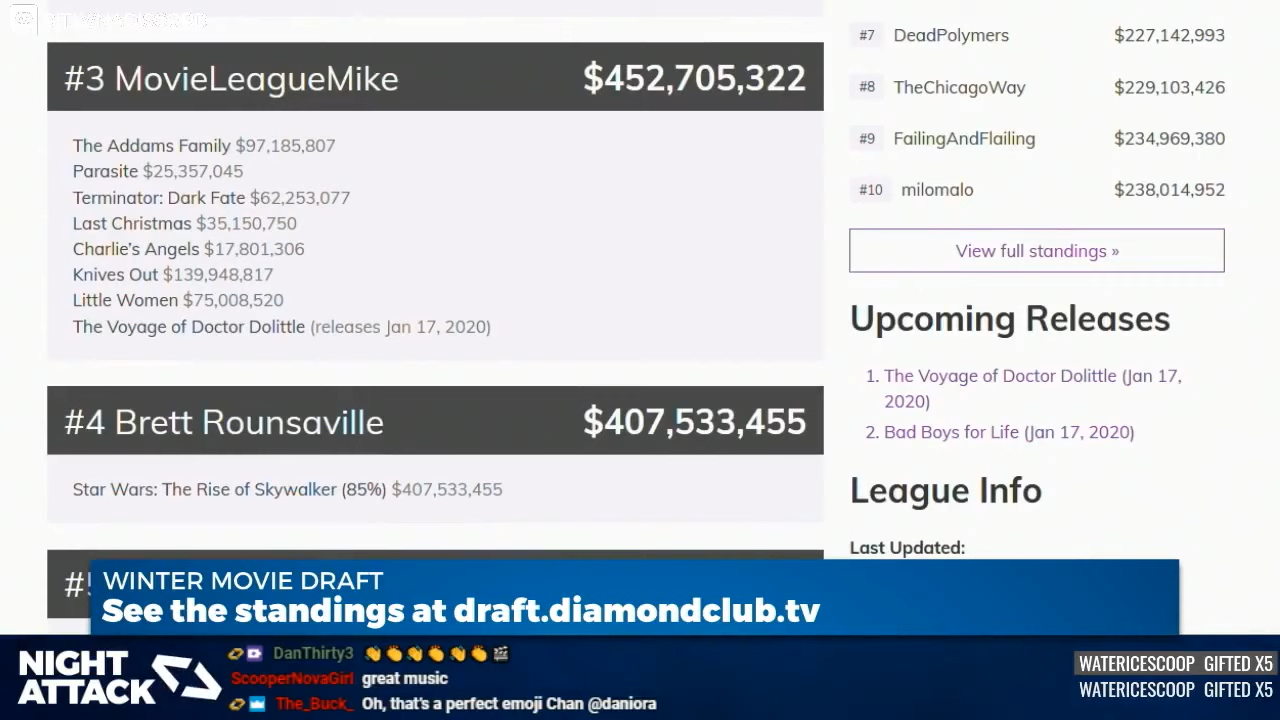 #3 MovieLeagueMike $452,705,322
The Addams Family $97,185,807
Parasite $25,357,045
Terminator: Dark Fate $62,253,077
Last Christmas $35,150,750
Charlie's Angels $17,801,306
Knives Out $139,948,817
Little Women $75,008,520
The Voyage of Doctor Dolittle (releases Jan 17, 2020)
#4 Brett Rounsaville $407,533,455
Star Wars: The Rise of Skywalker (85%) $407,533,455
#7 DeadPolymers $227,142,993
#8 TheChicagoWay $229,103,426
#9 FailingAndFlailing $234,969,380
#10 milomalo $238,014,952
View full standings »
Upcoming Releases
1. The Voyage of Doctor Dolittle (Jan 17,
2020)
2. Bad Boys for Life (Jan 17, 2020)
League Info
Last Updated:
WINTER MOVIE DRAFT
See the standings at draft.diamondclub.tv
NIGHT
ATTACK
DanThirty3 👏👏👏👏👏👏🎬
ScooperNovaGirl great music
The_Buck_ Oh, that's a perfect emoji Chan @daniora
WATERICESCOOP GIFTED X5
WATERICESCOOP GIFTED X5